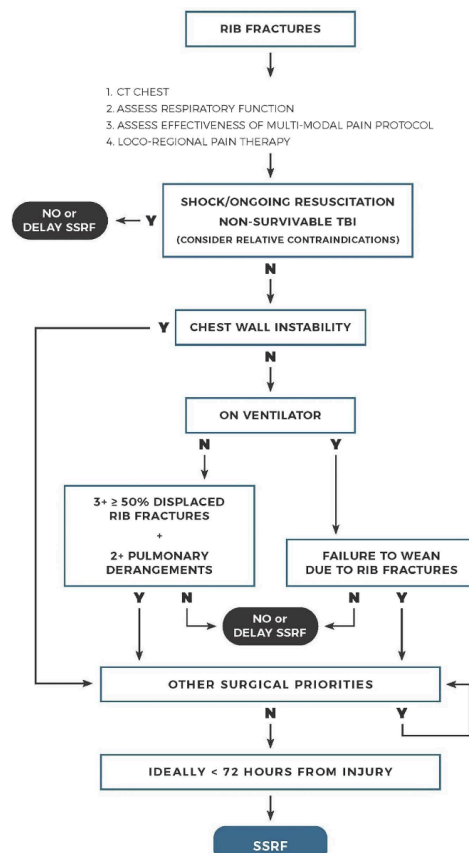 RIB FRACTURES
1. CT CHEST
2. ASSESS RESPIRATORY FUNCTION
3. ASSESS EFFECTIVENESS OF MULTI-MODAL PAIN PROTOCOL
4. LOCO-REGIONAL PAIN THERAPY
SHOCK/ONGOING RESUSCITATION
NON-SURVIVABLE TBI
(CONSIDER RELATIVE CONTRAINDICATIONS)
Y
NO or
DELAY SSRF
N
CHEST WALL INSTABILITY
Y
N
ON VENTILATOR
N
Y
3+ ≥ 50% DISPLACED
RIB FRACTURES
+
2+ PULMONARY
DERANGEMENTS
FAILURE TO WEAN
DUE TO RIB FRACTURES
Y
N
N
Y
NO or
DELAY SSRF
OTHER SURGICAL PRIORITIES
N
Y
IDEALLY < 72 HOURS FROM INJURY
SSRF